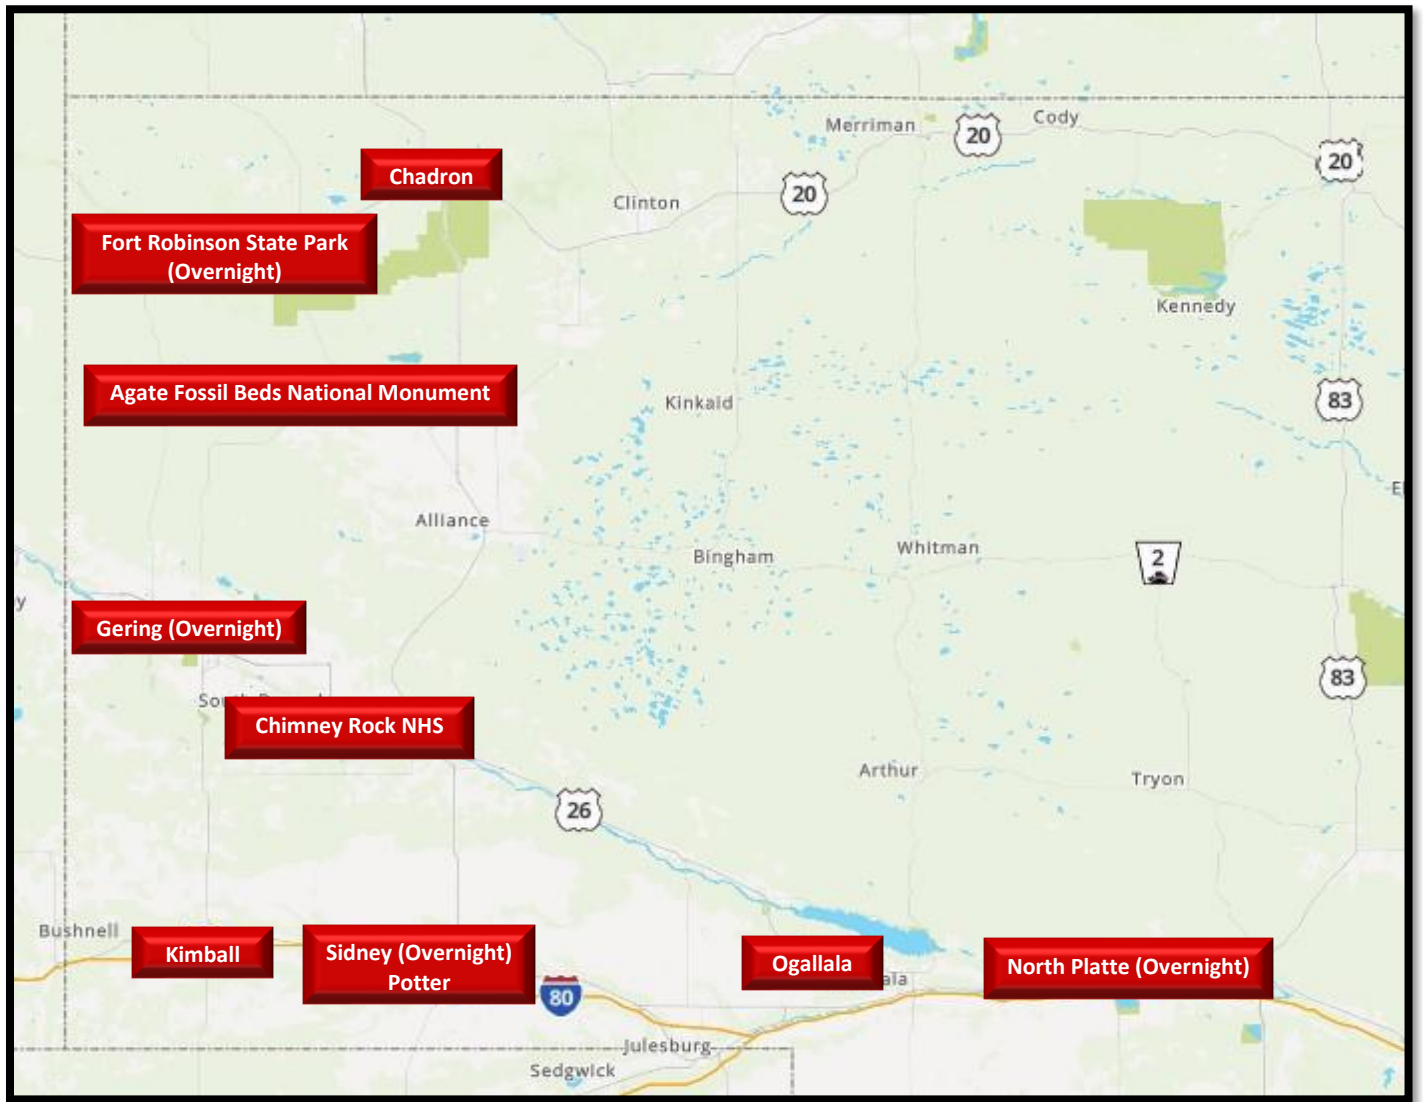 Merriman
20
Cody
20
Chadron
20
Clinton
Fort Robinson State Park
(Overnight)
Kennedy
Agate Fossil Beds National Monument
Kinkaid
83
Alliance
Bingham
Whitman
2
Gering (Overnight)
83
Chimney Rock NHS
Arthur
Tryon
26
Bushnell
Kimball
Sidney (Overnight)
Potter
80
Ogallala
North Platte (Overnight)
Julesburg
Sedgwick